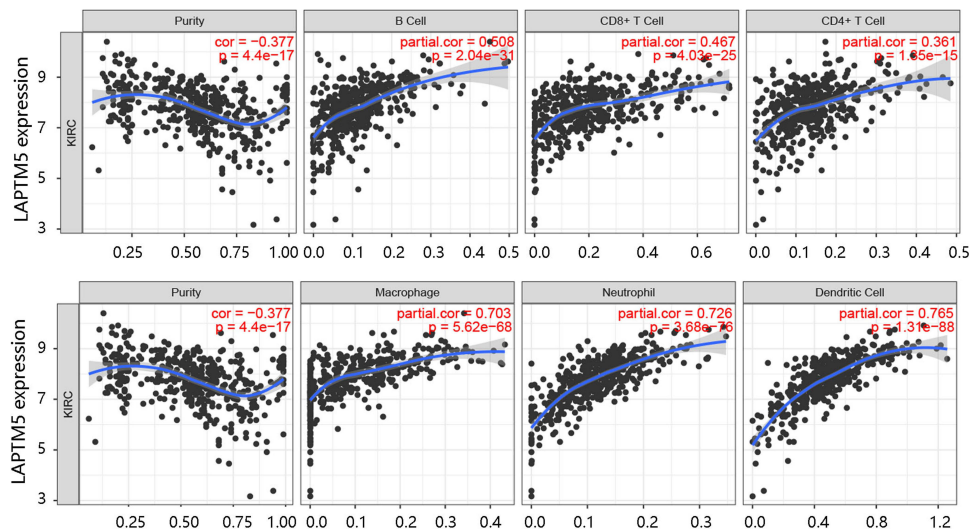 Purity
B Cell
CD8+ T Cell
CD4+ T Cell
cor = −0.377
p = 4.4e−17
partial.cor = 0.508
p = 2.04e−31
partial.cor = 0.467
p = 4.03e−25
partial.cor = 0.361
p = 1.85e−15
LAPTM5 expression
KIRC
9
7
5
3
0.25 0.50 0.75 1.00
0.0 0.1 0.2 0.3 0.4 0.5
0.0 0.2 0.4 0.6
0.0 0.1 0.2 0.3 0.4 0.5
Purity
Macrophage
Neutrophil
Dendritic Cell
cor = −0.377
p = 4.4e−17
partial.cor = 0.703
p = 5.62e−68
partial.cor = 0.726
p = 3.68e−76
partial.cor = 0.765
p = 1.31e−88
LAPTM5 expression
KIRC
9
7
5
3
0.25 0.50 0.75 1.00
0.0 0.1 0.2 0.3 0.4
0.0 0.1 0.2 0.3
0.0 0.4 0.8 1.2